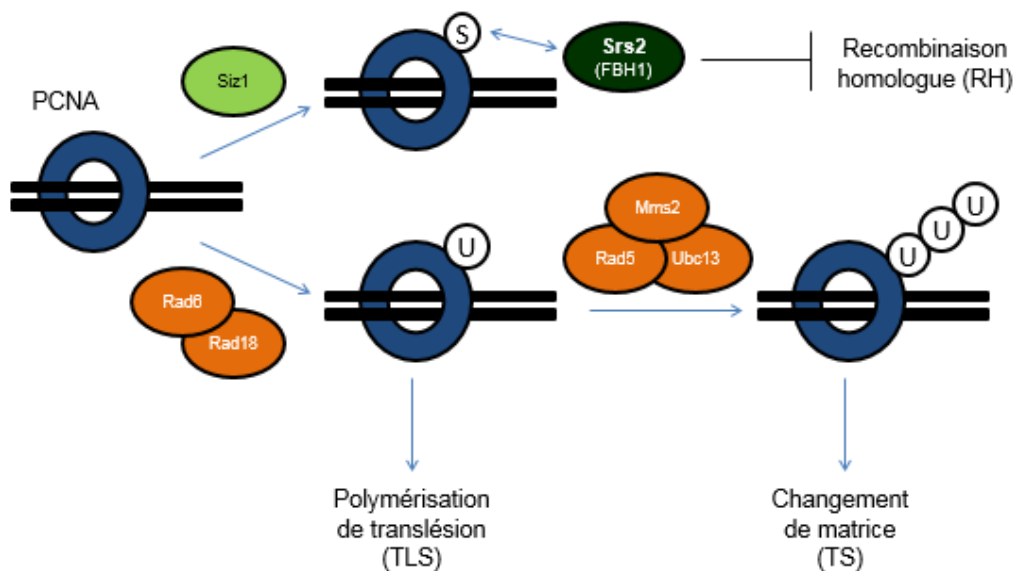 PCNA
Siz1
S
Srs2
(FBH1)
Recombinaison
homologue (RH)
Rad6
Rad18
U
Mms2
Rad5
Ubc13
U
U
U
Polymérisation
de translésion
(TLS)
Changement
de matrice
(TS)